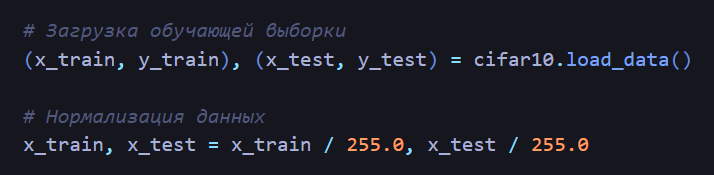 # Загрузка обучающей выборки
(x_train, y_train), (x_test, y_test) = cifar10.load_data()
# Нормализация данных
x_train, x_test = x_train / 255.0, x_test / 255.0